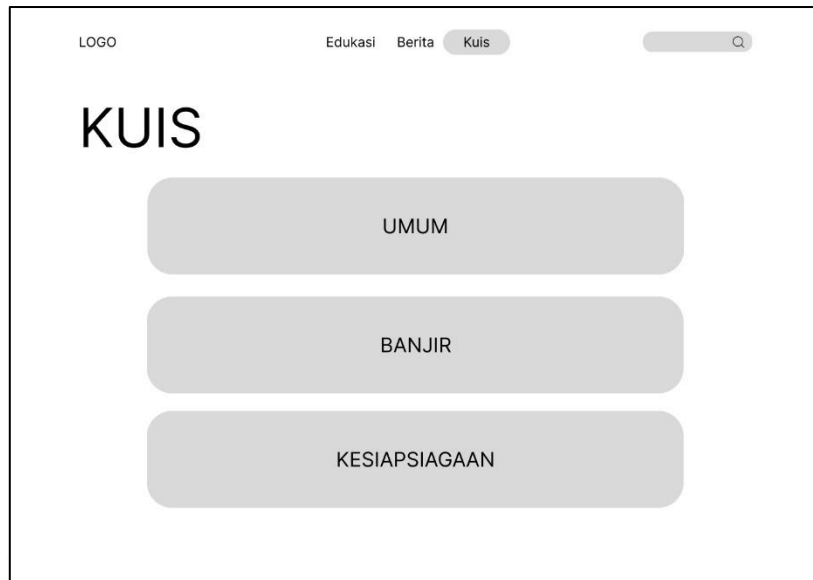 LOGO Edukasi Berita Kuis
KUIS
UMUM
BANJIR
KESIAPSIAGAAN